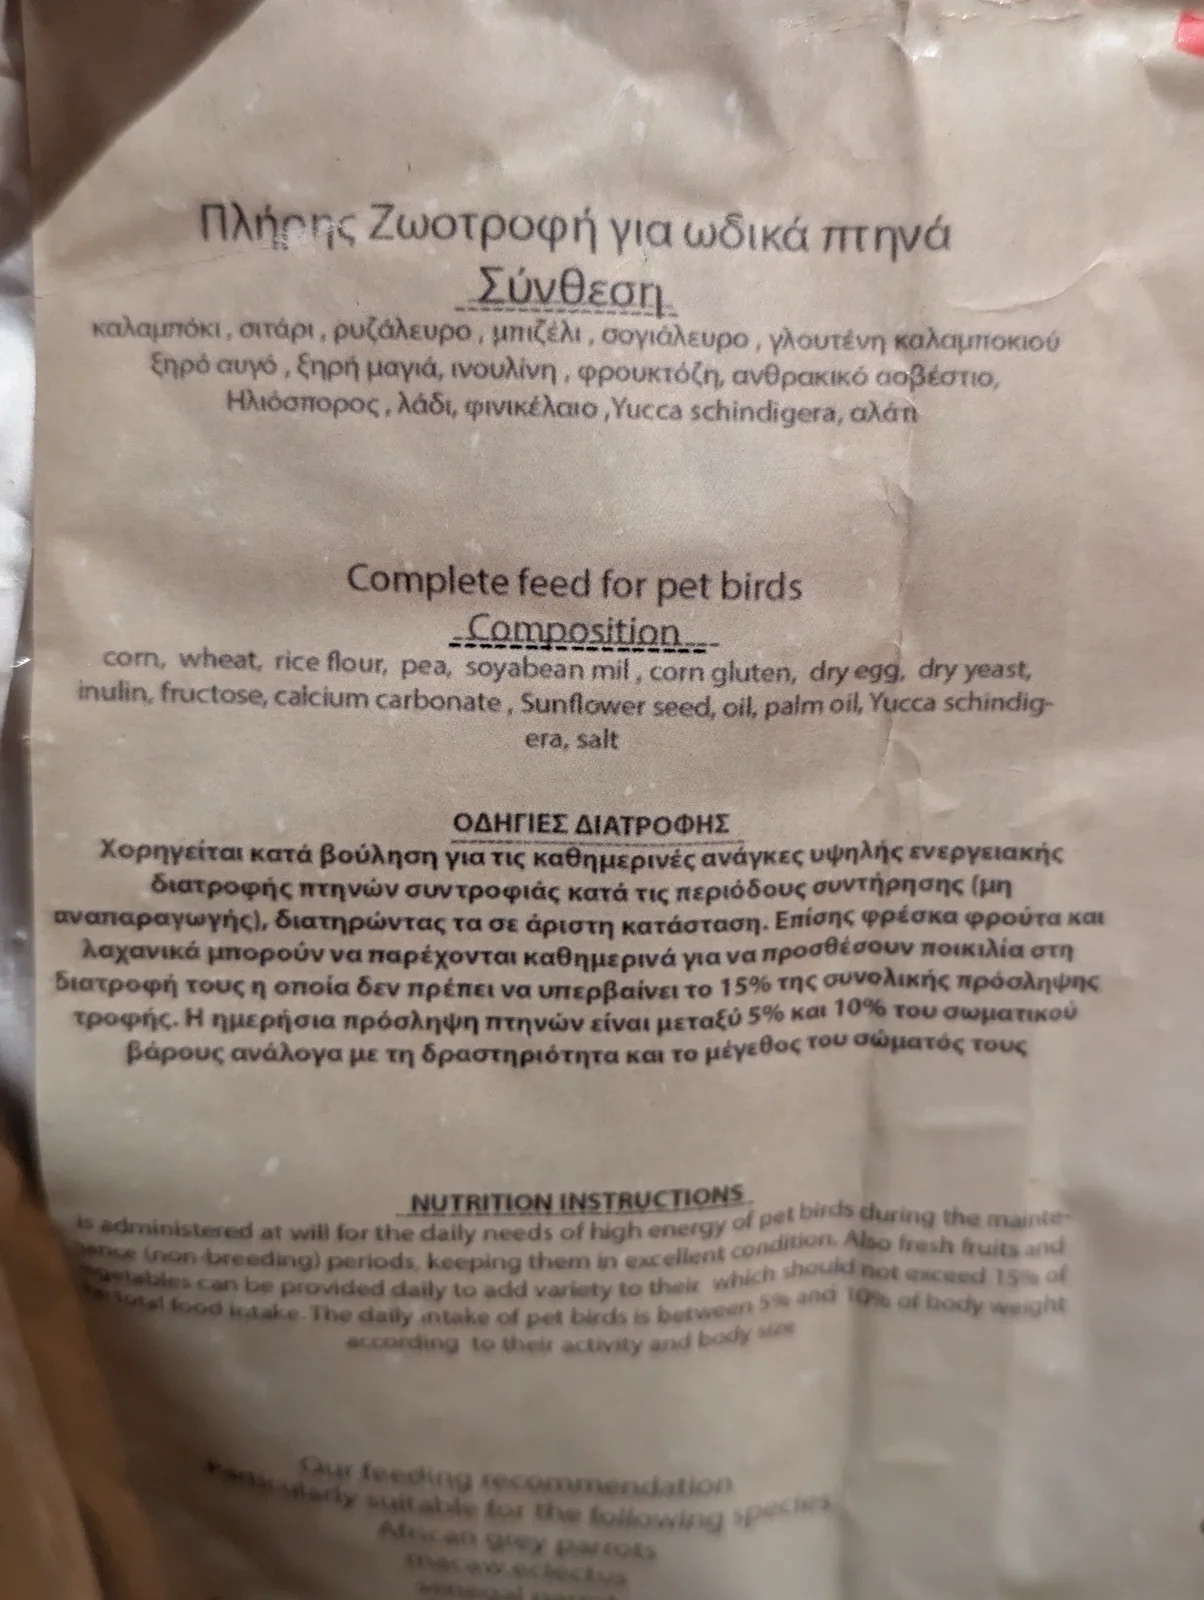 Πλήρης Ζωοτροφή για ωδικά πτηνά
Σύνθεση
καλαμπόκι , σιτάρι , ρυζάλευρο , μπιζέλι , σογιάλευρο , γλουτένη καλαμποκιού
ξηρό αυγό , ξηρή μαγιά, ινουλίνη , φρουκτόζη, ανθρακικό ασβέστιο,
Ηλιόσπορος , λάδι, φινικέλαιο ,Yucca schindigera, αλάτι
Complete feed for pet birds
Composition
corn, wheat, rice flour, pea, soyabean mil , corn gluten, dry egg, dry yeast,
inulin, fructose, calcium carbonate , Sunflower seed, oil, palm oil, Yucca schindig-
era, salt
ΟΔΗΓΙΕΣ ΔΙΑΤΡΟΦΗΣ
Χορηγείται κατά βούληση για τις καθημερινές ανάγκες υψηλής ενεργειακής
διατροφής πτηνών συντροφιάς κατά τις περιόδους συντήρησης (μη
αναπαραγωγής), διατηρώντας τα σε άριστη κατάσταση. Επίσης φρέσκα φρούτα και
λαχανικά μπορούν να παρέχονται καθημερινά για να προσθέσουν ποικιλία στη
διατροφή τους η οποία δεν πρέπει να υπερβαίνει το 15% της συνολικής πρόσληψης
τροφής. Η ημερήσια πρόσληψη πτηνών είναι μεταξύ 5% και 10% του σωματικού
βάρους ανάλογα με τη δραστηριότητα και το μέγεθος του σώματός τους
NUTRITION INSTRUCTIONS
is administered at will for the daily needs of high energy of pet birds during the mainte-
nance (non-breeding) periods, keeping them in excellent condition. Also fresh fruits and
vegetables can be provided daily to add variety to their which should not exceed 15% of
total food intake. The daily intake of pet birds is between 5% and 10% of body weight
according to their activity and body size
Our feeding recommendation
Particularly suitable for the following species
African grey parrots
macaw,eclectus
senegal